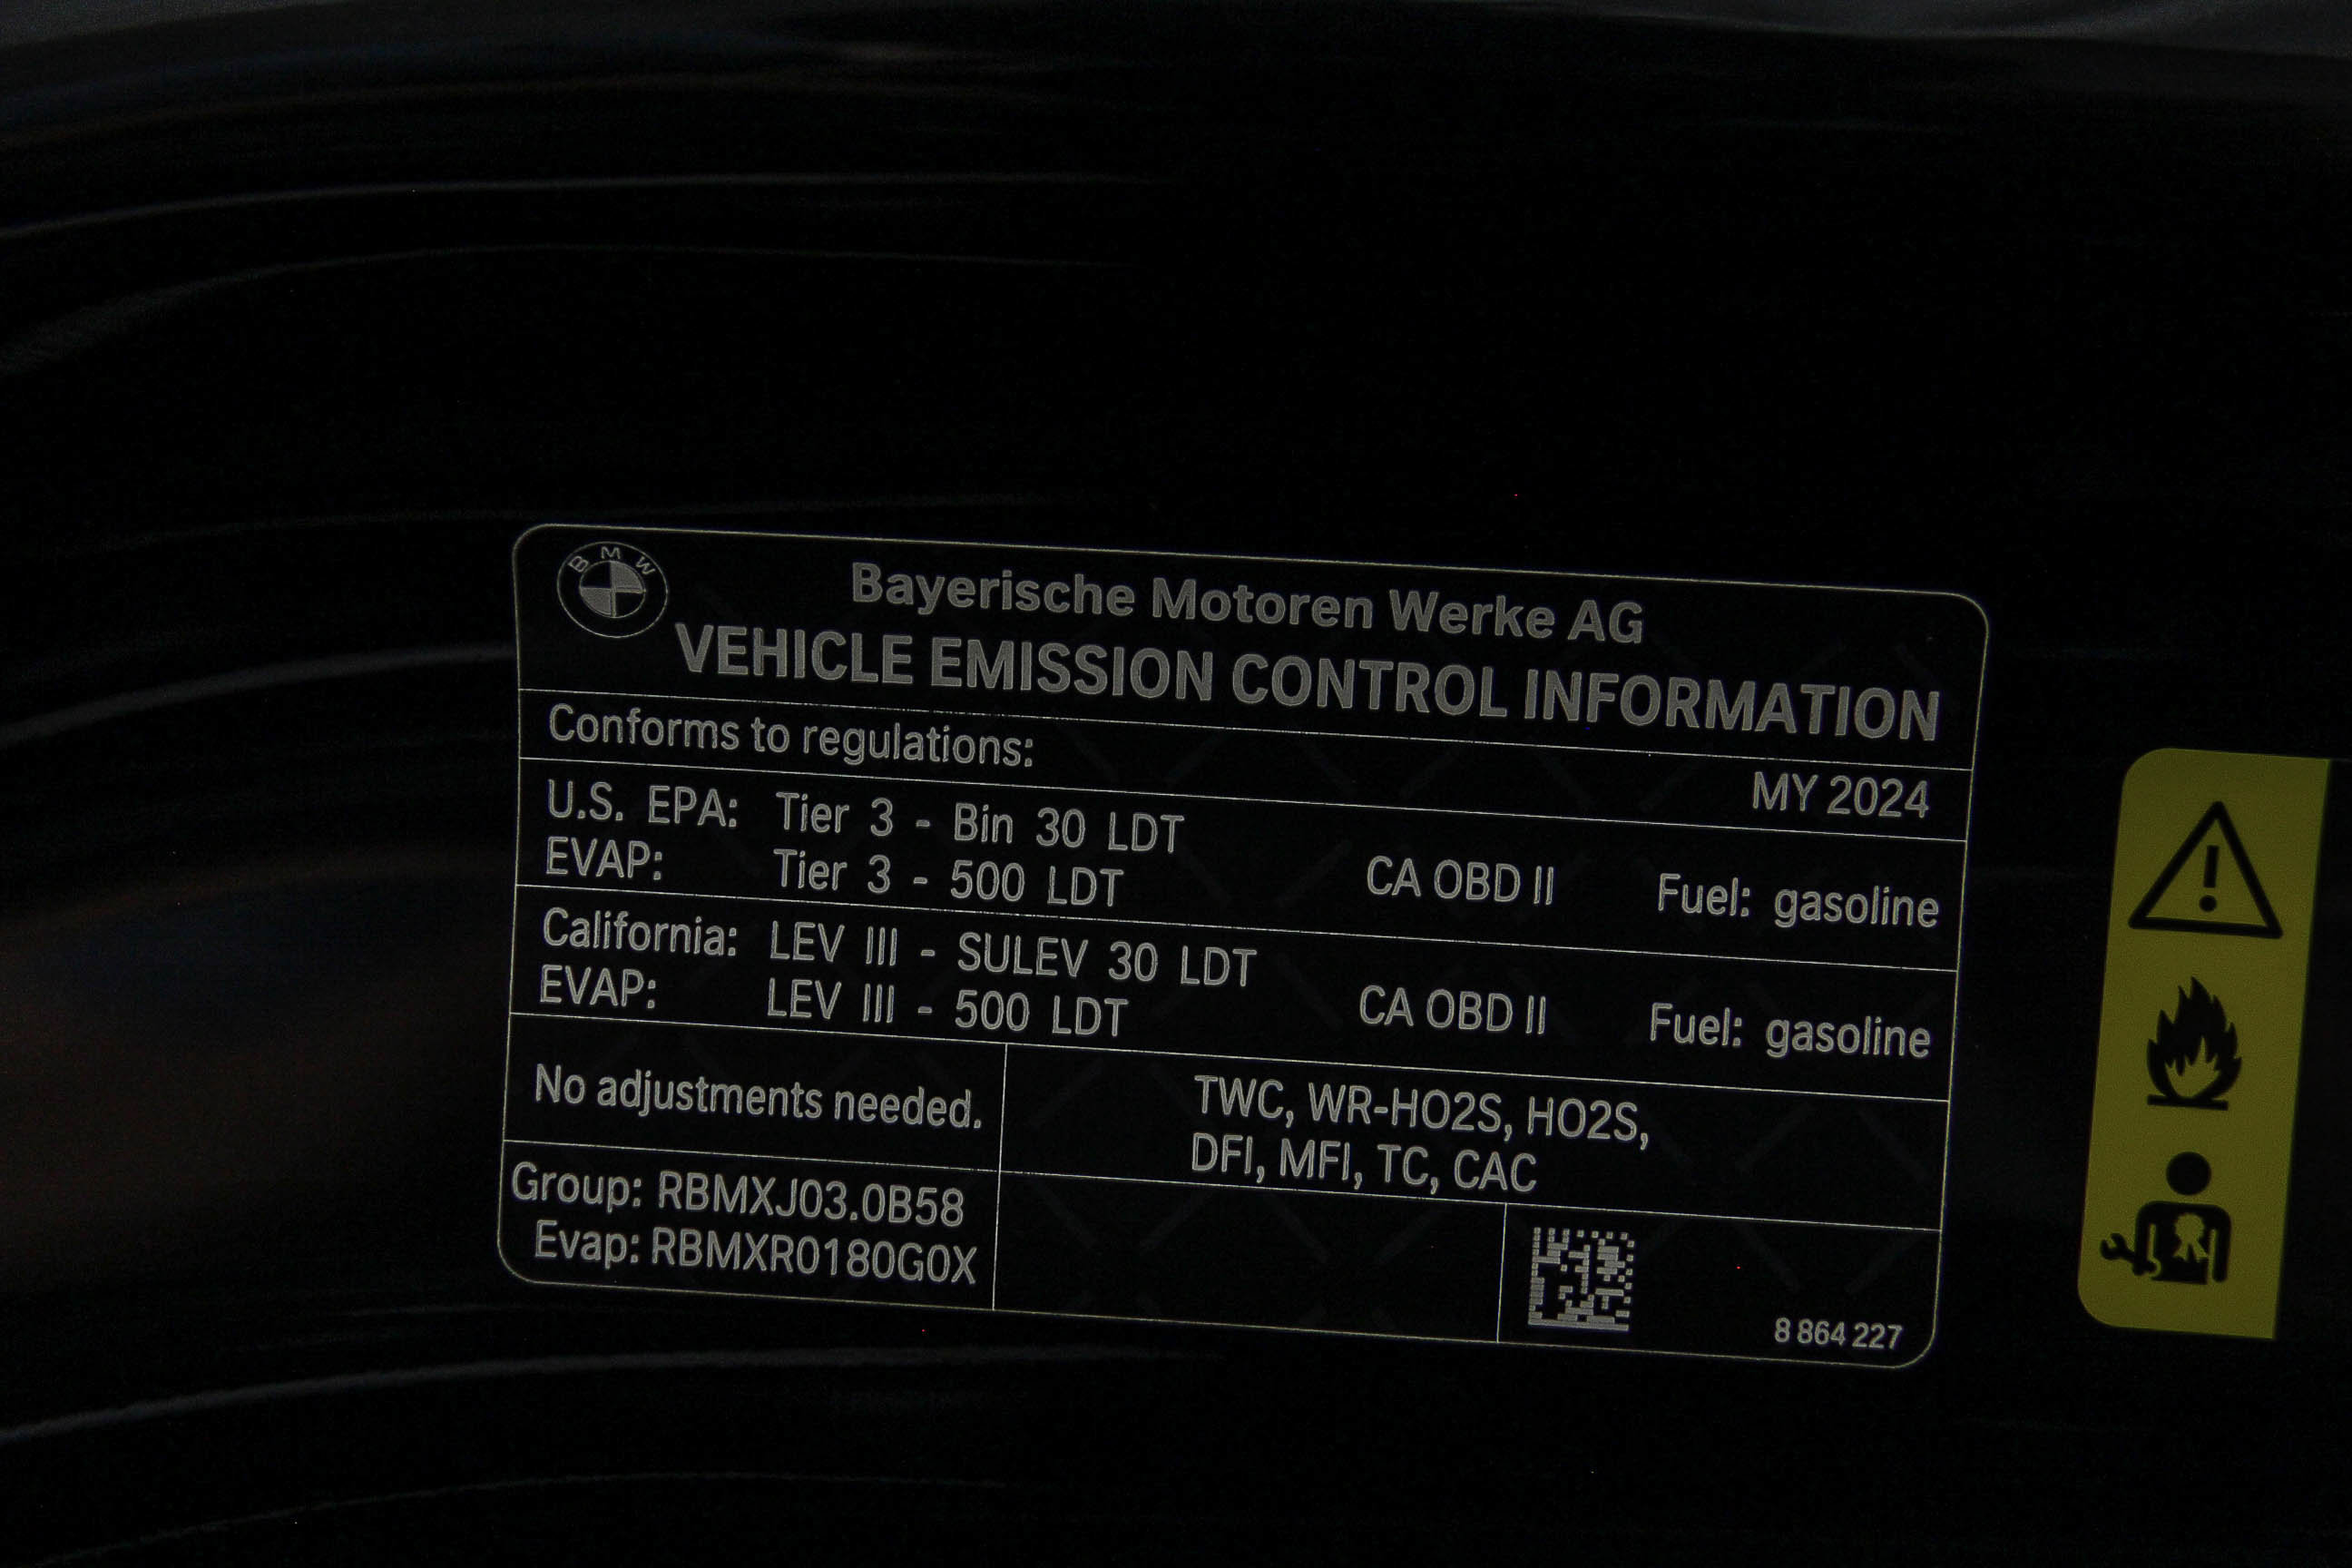 BMW
Bayerische Motoren Werke AG
VEHICLE EMISSION CONTROL INFORMATION
Conforms to regulations:
MY 2024
U.S. EPA: Tier 3 - Bin 30 LDT
EVAP: Tier 3 - 500 LDT
CA OBD II Fuel: gasoline
California: LEV III - SULEV 30 LDT
EVAP: LEV III - 500 LDT
CA OBD II Fuel: gasoline
No adjustments needed.
TWC, WR-HO2S, HO2S,
DFI, MFI, TC, CAC
Group: RBMXJ03.0B58
Evap: RBMXR0180G0X
8 864 227